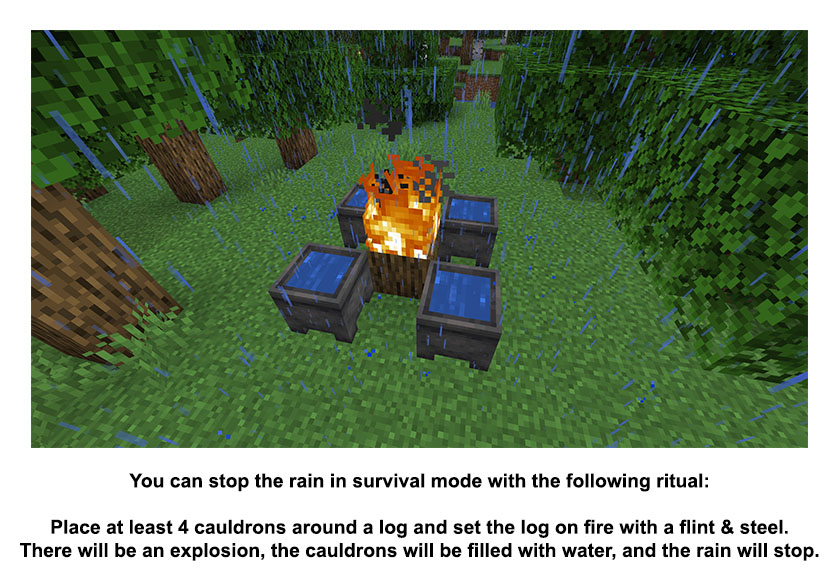 You can stop the rain in survival mode with the following ritual:
Place at least 4 cauldrons around a log and set the log on fire with a flint & steel.
There will be an explosion, the cauldrons will be filled with water, and the rain will stop.